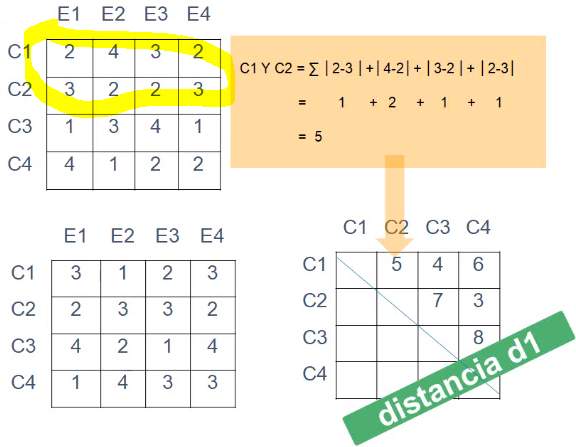 E1 E2 E3 E4
C1 2 4 3 2
C2 3 2 2 3
C3 1 3 4 1
C4 4 1 2 2
C1 Y C2 = ∑ | 2-3 | + | 4-2 | + | 3-2 | + | 2-3 |
= 1 + 2 + 1 + 1
= 5
E1 E2 E3 E4
C1 3 1 2 3
C2 2 3 3 2
C3 4 2 1 4
C4 1 4 3 3
C1 C2 C3 C4
C1 5 4 6
C2 7 3
C3 8
C4
distancia d1